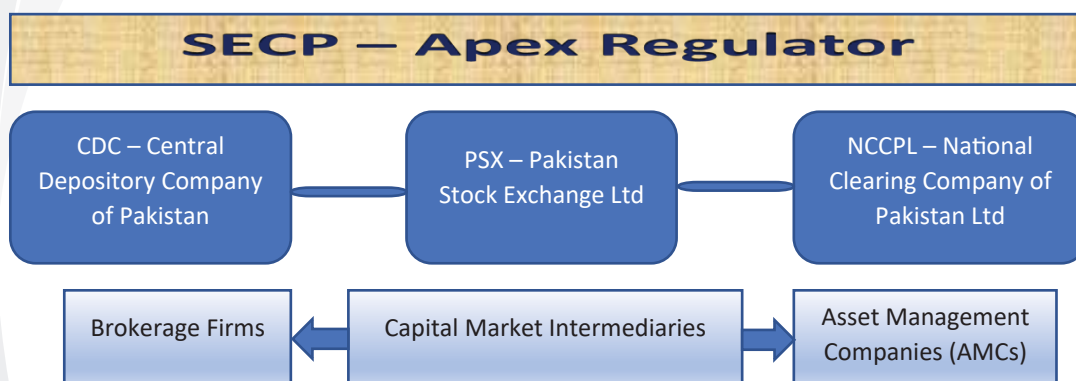 SECP – Apex Regulator
CDC – Central
Depository Company
of Pakistan
PSX – Pakistan
Stock Exchange Ltd
NCCPL – National
Clearing Company of
Pakistan Ltd
Brokerage Firms
Capital Market Intermediaries
Asset Management
Companies (AMCs)